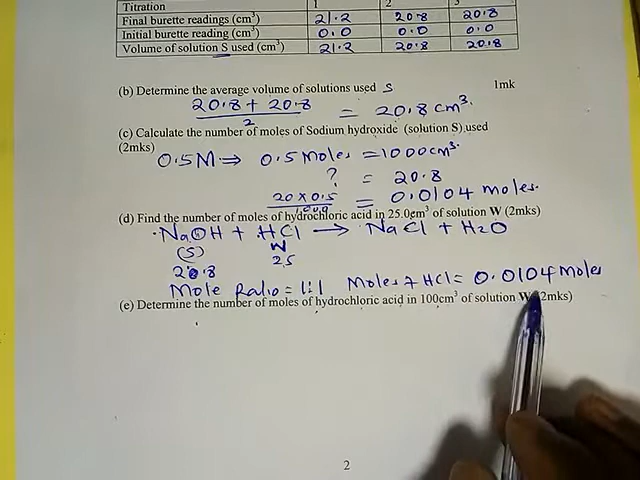 Titration 1 2 3
Final burette readings (cm³) 21.2 20.8 20.8
Initial burette reading (cm³) 0.0 0.0 0.0
Volume of solution S used (cm³) 21.2 20.8 20.8
(b) Determine the average volume of solutions used S 1mk
20.8 + 20.8 / 2 = 20.8 cm³.
(c) Calculate the number of moles of Sodium hydroxide (solution S) used
(2mks)
0.5M ⇒ 0.5 moles = 1000cm³.
? = 20.8
20 x 0.5 / 1000 = 0.0104 moles.
(d) Find the number of moles of hydrochloric acid in 25.0cm³ of solution W (2mks)
NaOH + HCl → NaCl + H2O
(S) W
20.8 25
Mole Ratio = 1:1 Moles of HCl = 0.0104 moles
(e) Determine the number of moles of hydrochloric acid in 100cm³ of solution W (2mks)
2